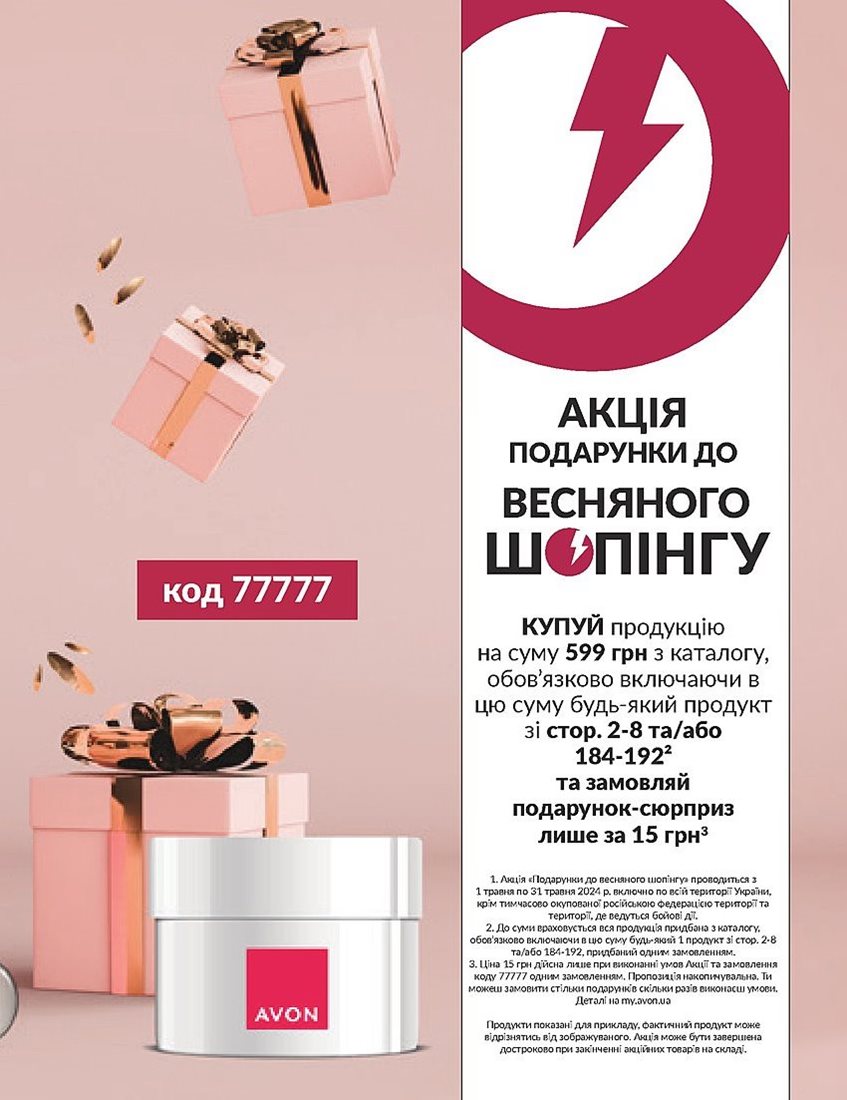 АКЦІЯ
ПОДАРУНКИ ДО
ВЕСНЯНОГО
ШОПІНГУ
код 77777
КУПУЙ продукцію
на суму 599 грн з каталогу,
обов’язково включаючи в
цю суму будь-який продукт
зі стор. 2-8 та/або
184-192²
та замовляй
подарунок-сюрприз
лише за 15 грн³
AVON
1. Акція «Подарунки до весняного шопінгу» проводиться з
1 травня по 31 травня 2024 р. включно по всій території України,
крім тимчасово окупованої російською федерацією території та
території, де ведуться бойові дії.
2. До суми враховується вся продукція придбана з каталогу,
обов’язково включаючи в цю суму будь-який 1 продукт зі стор. 2-8
та/або 184-192, придбаний одним замовленням.
3. Ціна 15 грн дійсна лише при виконанні умов Акції та замовлення
коду 77777 одним замовленням. Пропозиція накопичувальна. Ти
можеш замовити стільки подарунків скільки разів виконаєш умови.
Деталі на my.avon.ua
Продукти показані для прикладу, фактичний продукт може
відрізнятись від зображуваного. Акція може бути завершена
достроково при закінченні акційних товарів на складі.